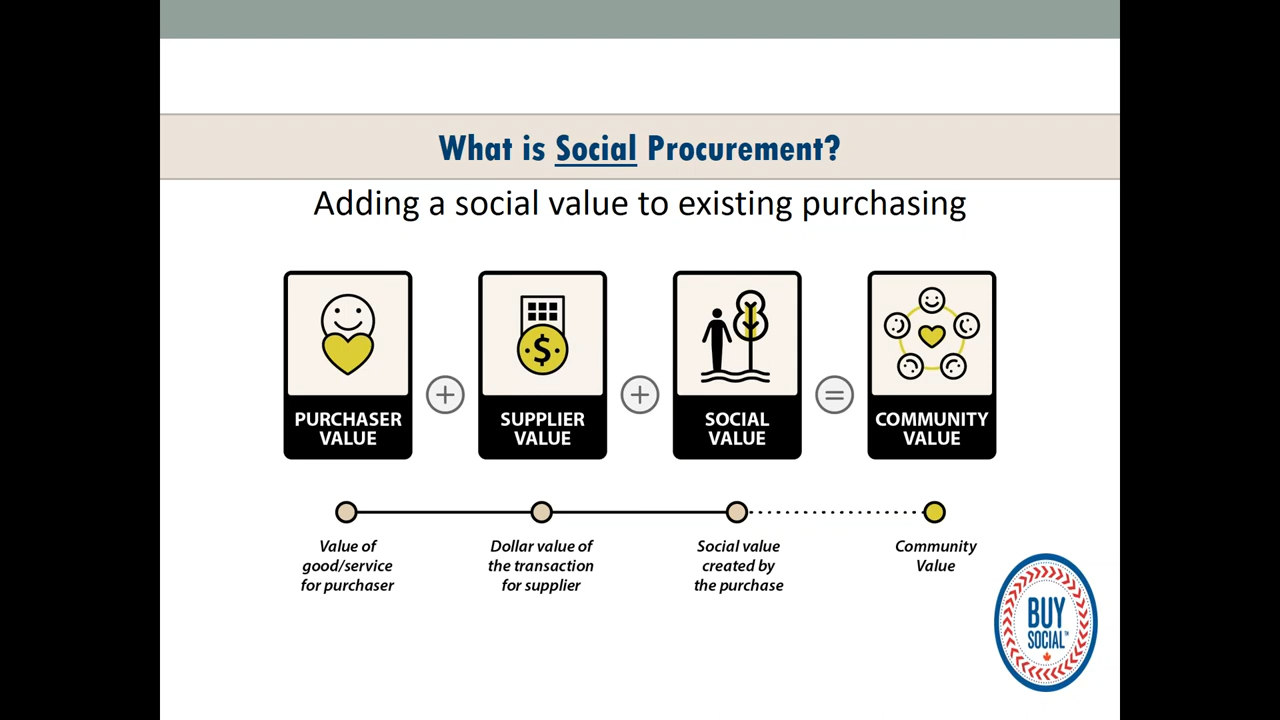 What is Social Procurement?
Adding a social value to existing purchasing
$
PURCHASER
VALUE
+
SUPPLIER
VALUE
+
SOCIAL
VALUE
=
COMMUNITY
VALUE
Value of
good/service
for purchaser
Dollar value of
the transaction
for supplier
Social value
created by
the purchase
Community
Value
BUY
SOCIAL™